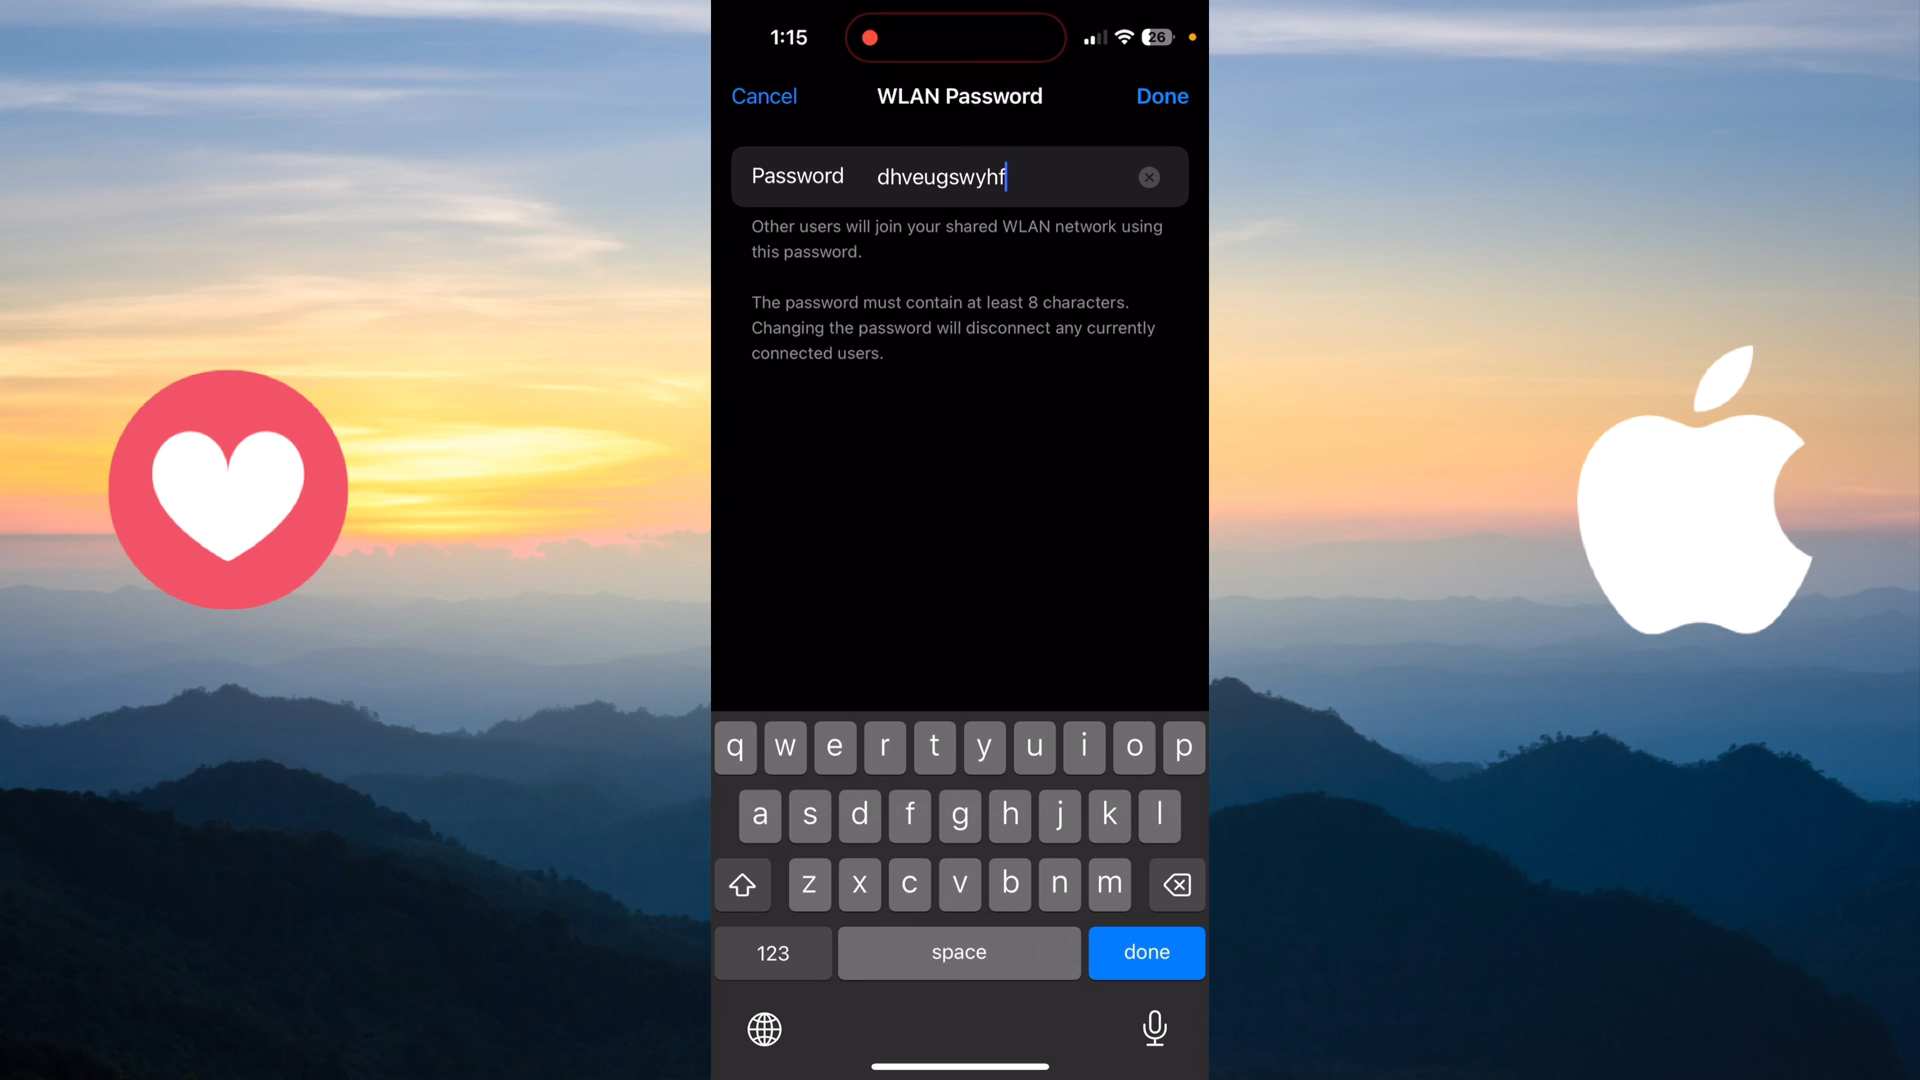 1:15
26
Cancel WLAN Password Done
Password dhveugswyhf
Other users will join your shared WLAN network using
this password.
The password must contain at least 8 characters.
Changing the password will disconnect any currently
connected users.
q w e r t y u i o p
a s d f g h j k l
z x c v b n m
123 space done